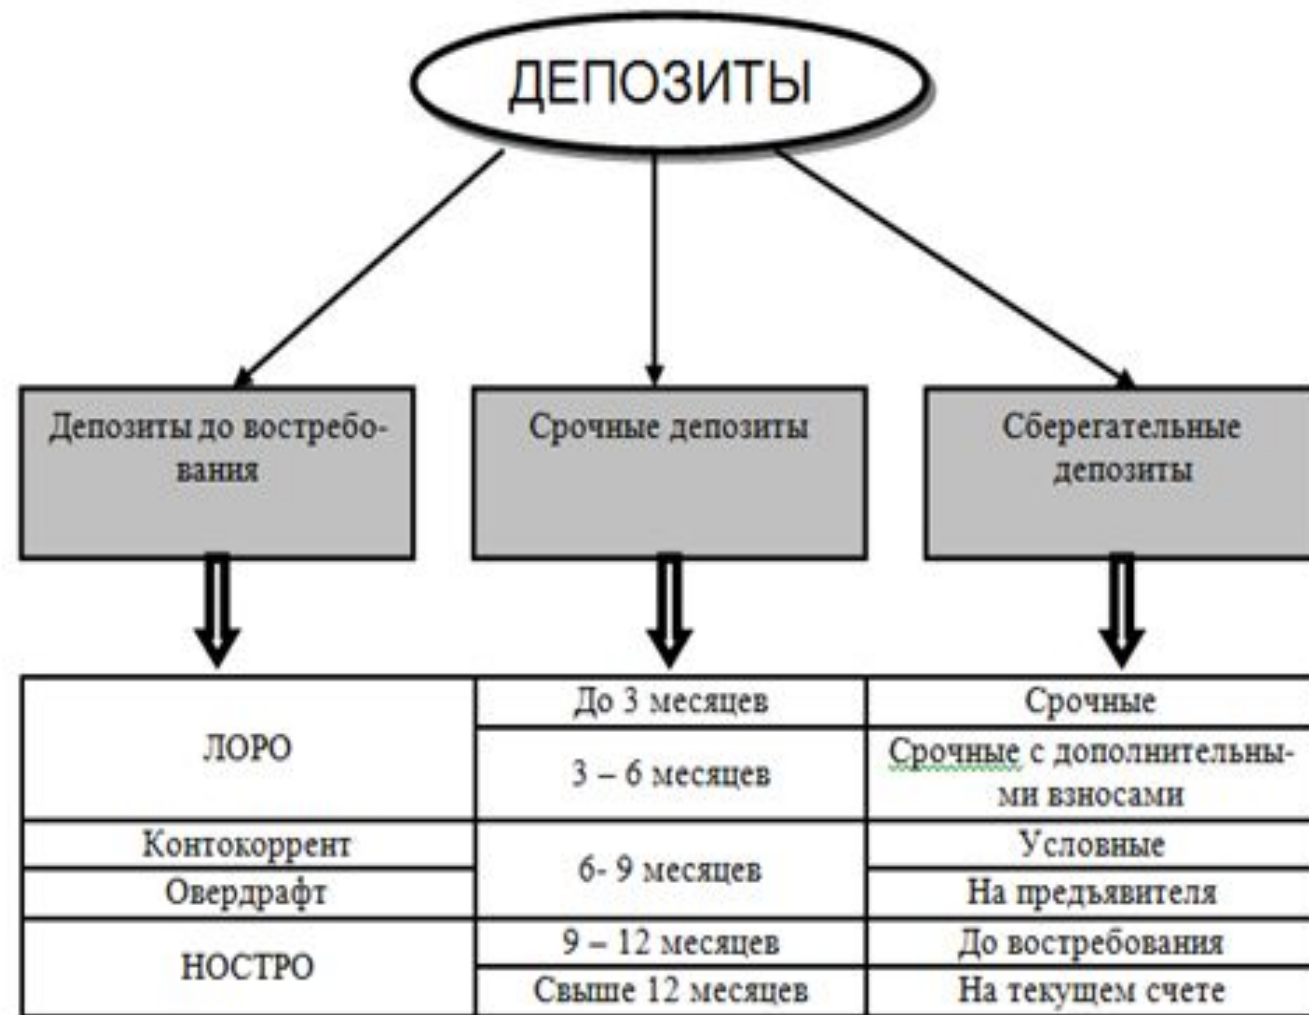 ДЕПОЗИТЫ
Депозиты до востребо-
вания
Срочные депозиты
Сберегательные
депозиты
ЛОРО
Контокоррент
Овердрафт
НОСТРО
До 3 месяцев
3 – 6 месяцев
6- 9 месяцев
9 – 12 месяцев
Свыше 12 месяцев
Срочные
Срочные с дополнительны-
ми взносами
Условные
На предъявителя
До востребования
На текущем счете